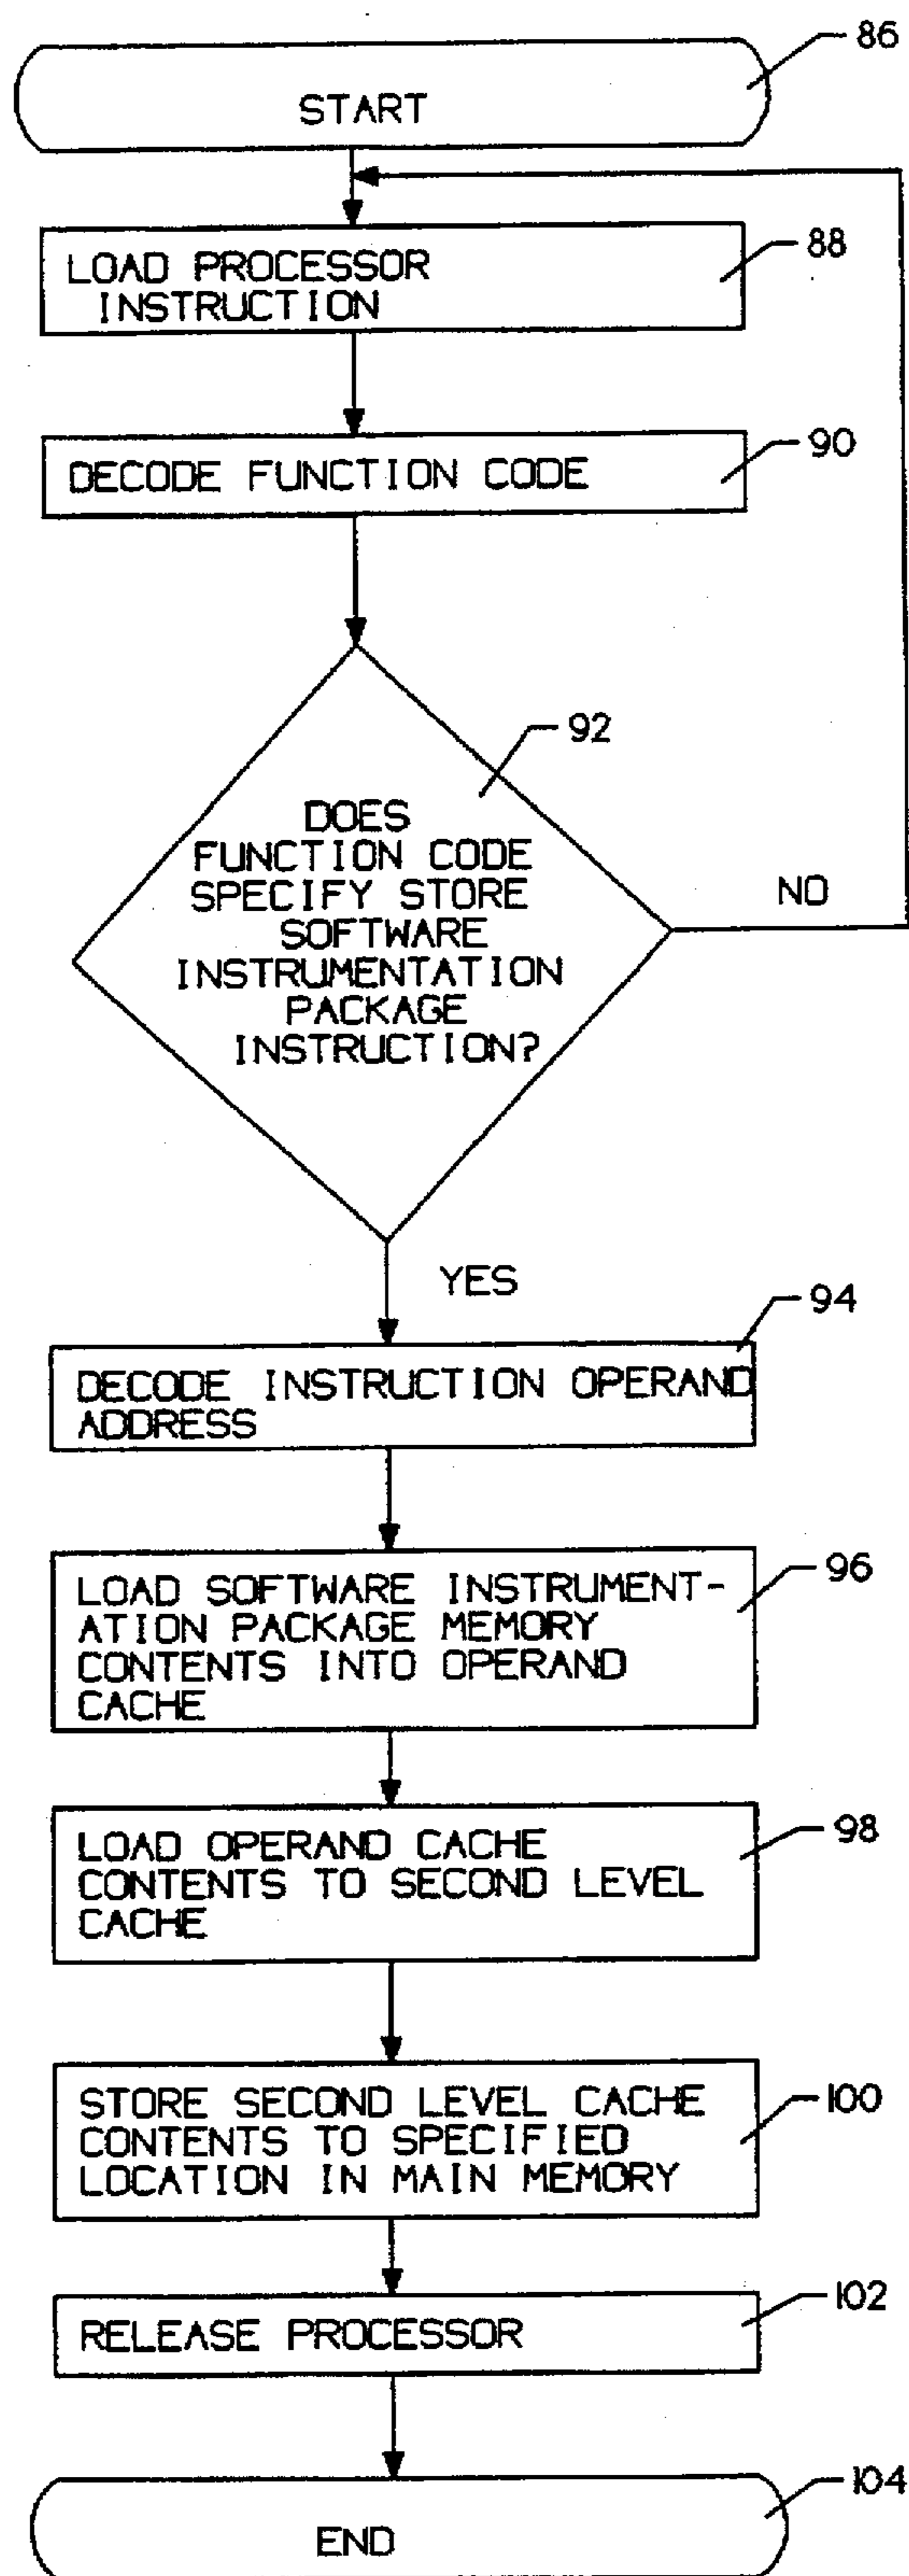 86
START
88
LOAD PROCESSOR
INSTRUCTION
90
DECODE FUNCTION CODE
92
DOES
FUNCTION CODE
SPECIFY STORE
SOFTWARE
INSTRUMENTATION
PACKAGE
INSTRUCTION?
NO
YES
94
DECODE INSTRUCTION OPERAND
ADDRESS
96
LOAD SOFTWARE INSTRUMENT-
ATION PACKAGE MEMORY
CONTENTS INTO OPERAND
CACHE
98
LOAD OPERAND CACHE
CONTENTS TO SECOND LEVEL
CACHE
100
STORE SECOND LEVEL CACHE
CONTENTS TO SPECIFIED
LOCATION IN MAIN MEMORY
102
RELEASE PROCESSOR
104
END